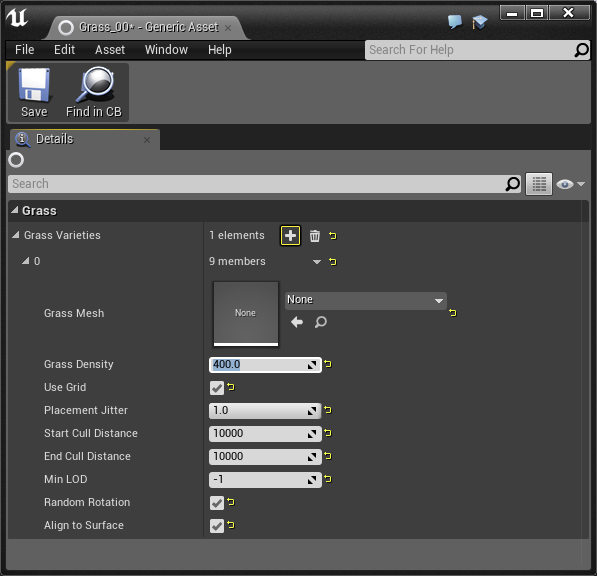 Grass_00* - Generic Asset
File Edit Asset Window Help
Search For Help
Save Find in CB
Details
Search
Grass
Grass Varieties 1 elements
0 9 members
Grass Mesh None None
Grass Density 400.0
Use Grid
Placement Jitter 1.0
Start Cull Distance 10000
End Cull Distance 10000
Min LOD -1
Random Rotation
Align to Surface